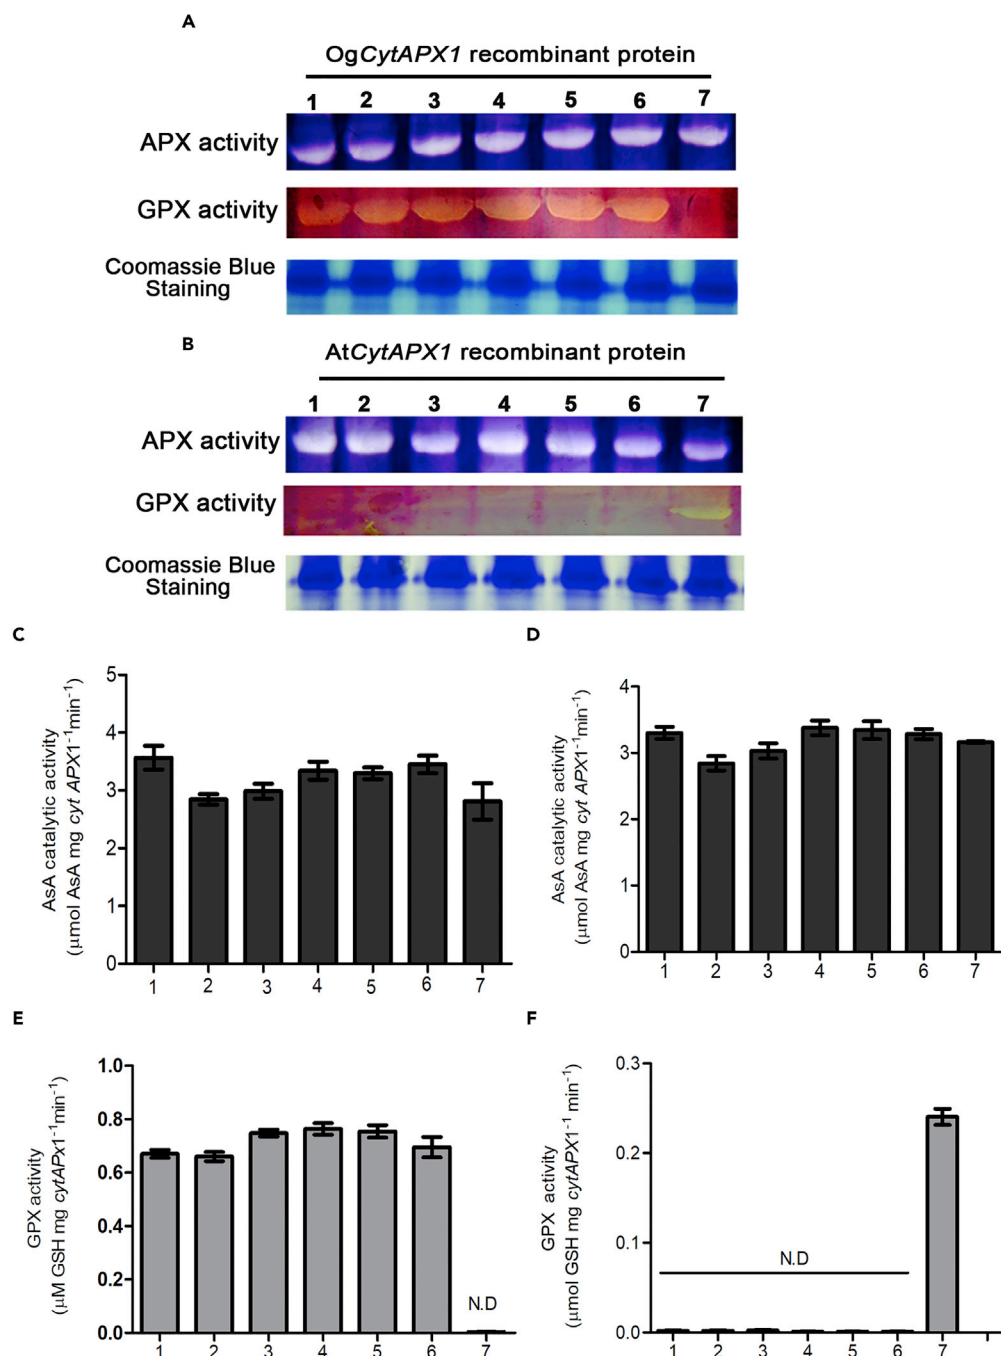 A
OgCytAPX1 recombinant protein
1 2 3 4 5 6 7
APX activity
GPX activity
Coomassie Blue
Staining
B
AtCytAPX1 recombinant protein
1 2 3 4 5 6 7
APX activity
GPX activity
Coomassie Blue
Staining
C
AsA catalytic activity
(μmol AsA mg cyt APX1⁻¹min⁻¹)
5
4
3
2
1
0
1 2 3 4 5 6 7
D
AsA catalytic activity
(μmol AsA mg cyt APX1⁻¹min⁻¹)
4
3
2
1
0
1 2 3 4 5 6 7
E
GPX activity
(μM GSH mg cytAPx1⁻¹min⁻¹)
1.0
0.8
0.6
0.4
0.2
0.0
N.D
1 2 3 4 5 6 7
F
GPX activity
(μmol GSH mg cytAPX1⁻¹ min⁻¹)
0.3
0.2
0.1
0.0
N.D
1 2 3 4 5 6 7